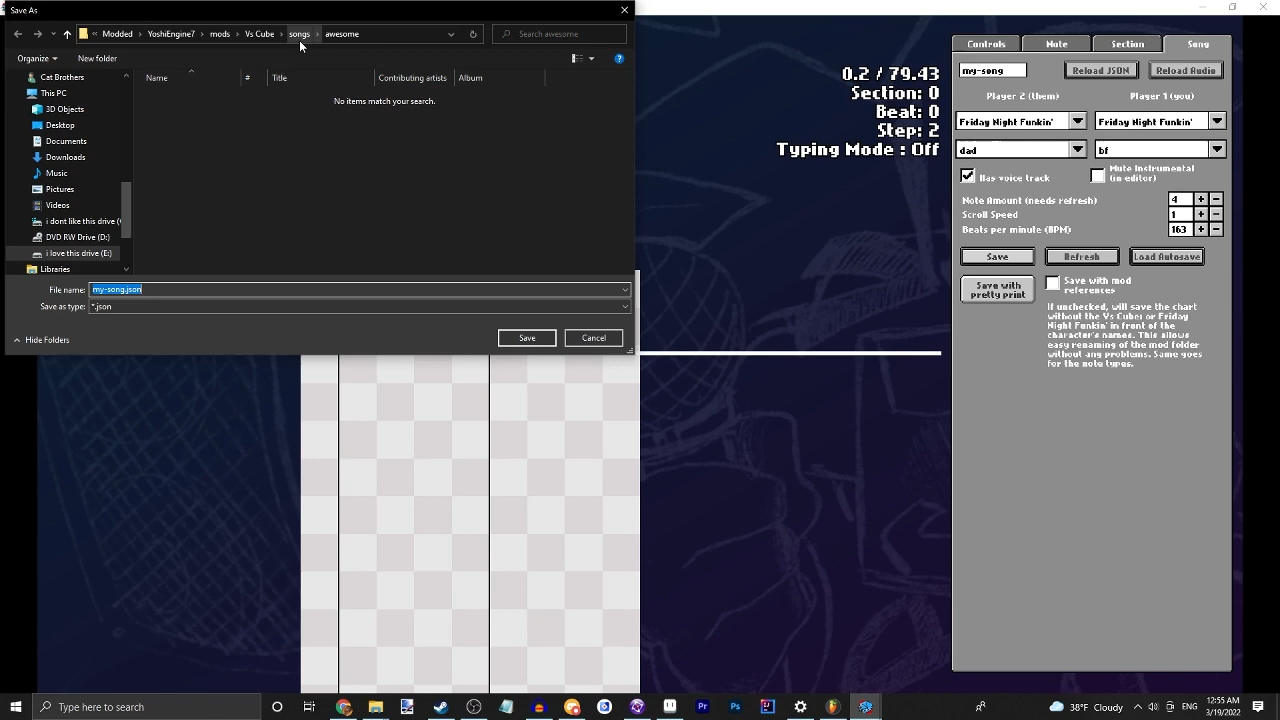 Save As
Modded > YoshiEngine7 > mods > Vs Cube > songs > awesome
Search awesome
Organize
New folder
Cat Brothers
This PC
3D Objects
Desktop
Documents
Downloads
Music
Pictures
Videos
i dont like this drive (
DVD RW Drive (D:)
i love this drive (E:)
Libraries
Name # Title Contributing artists Album
No items match your search.
File name: my-song.json
Save as type: *.json
Hide Folders
Save
Cancel
0.2 / 79.43
Section: 0
Beat: 0
Step: 2
Typing Mode : Off
Controls Note Section Song
my-song Reload JSON Reload Audio
Player 2 (them) Player 1 (you)
Friday Night Funkin' Friday Night Funkin'
dad bf
Has voice track
Mute Instrumental
(in editor)
Note Amount (needs refresh) 4 + -
Scroll Speed 1 + -
Beats per minute (BPM) 163 + -
Save Refresh Load Autosave
Save with
pretty print
Save with mod
references
If unchecked, will save the chart
without the Vs Cube: or Friday
Night Funkin' in front of the
character's names. This allows
easy renaming of the mod folder
without any problems. Same goes
for the note types.
Type here to search
38°F Cloudy
ENG
12:55 AM
3/19/2022